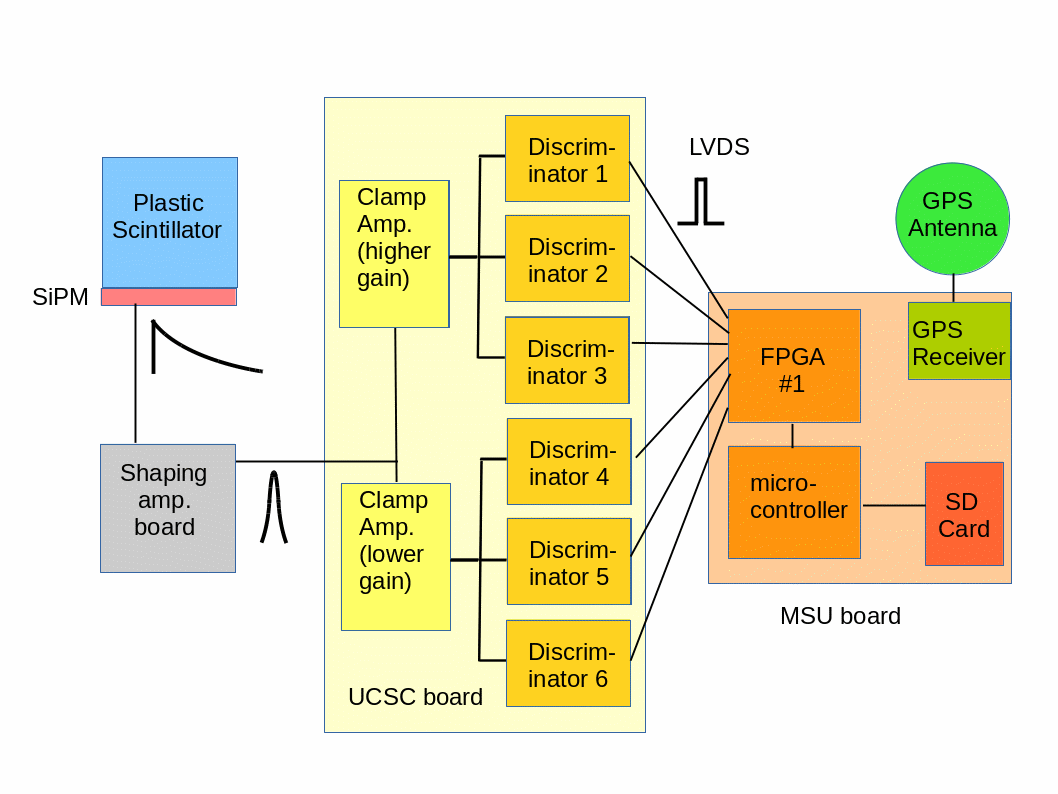 Plastic
Scintillator
SiPM
Shaping
amp.
board
Clamp
Amp.
(higher
gain)
Clamp
Amp.
(lower
gain)
Discrim-
inator 1
Discrim-
inator 2
Discrim-
inator 3
Discrim-
inator 4
Discrim-
inator 5
Discrim-
inator 6
UCSC board
LVDS
FPGA
#1
micro-
controller
GPS
Antenna
GPS
Receiver
SD
Card
MSU board